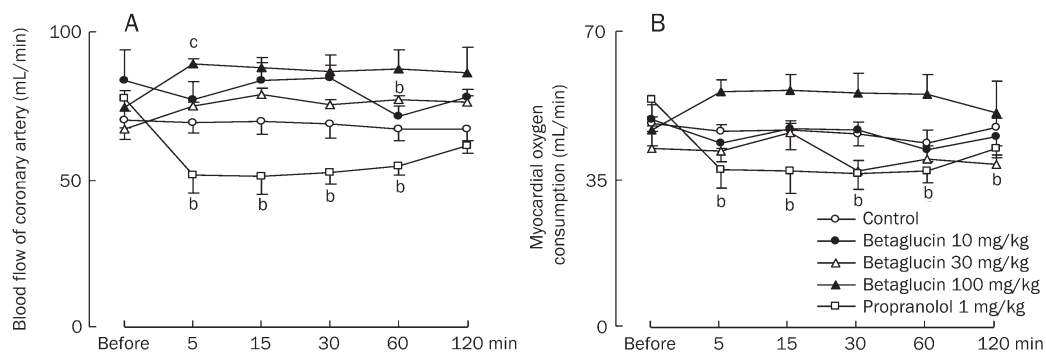 A
Blood flow of coronary artery (mL/min)
100
50
0
c
b
b
b
b
b
Before 5 15 30 60 120 min
B
Myocardial oxygen
consumption (mL/min)
70
35
0
b
b
b
b
b
Control
Betaglucin 10 mg/kg
Betaglucin 30 mg/kg
Betaglucin 100 mg/kg
Propranolol 1 mg/kg
Before 5 15 30 60 120 min